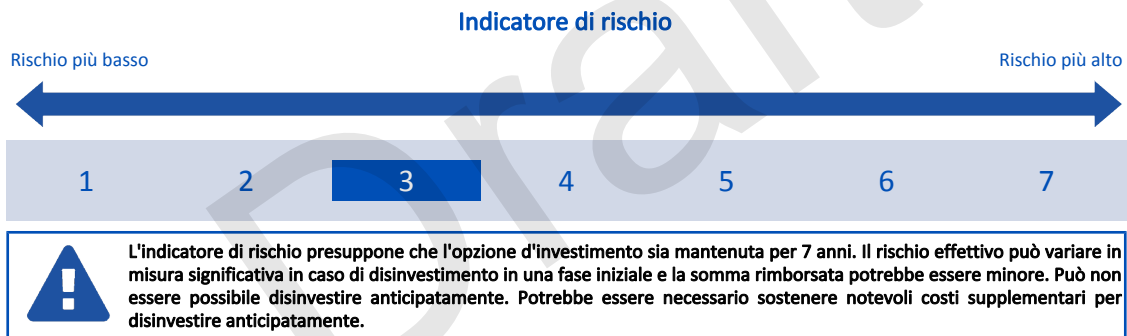 Indicatore di rischio
Rischio più basso
Rischio più alto
1 2 3 4 5 6 7
L'indicatore di rischio presuppone che l'opzione d'investimento sia mantenuta per 7 anni. Il rischio effettivo può variare in
misura significativa in caso di disinvestimento in una fase iniziale e la somma rimborsata potrebbe essere minore. Può non
essere possibile disinvestire anticipatamente. Potrebbe essere necessario sostenere notevoli costi supplementari per
disinvestire anticipatamente.